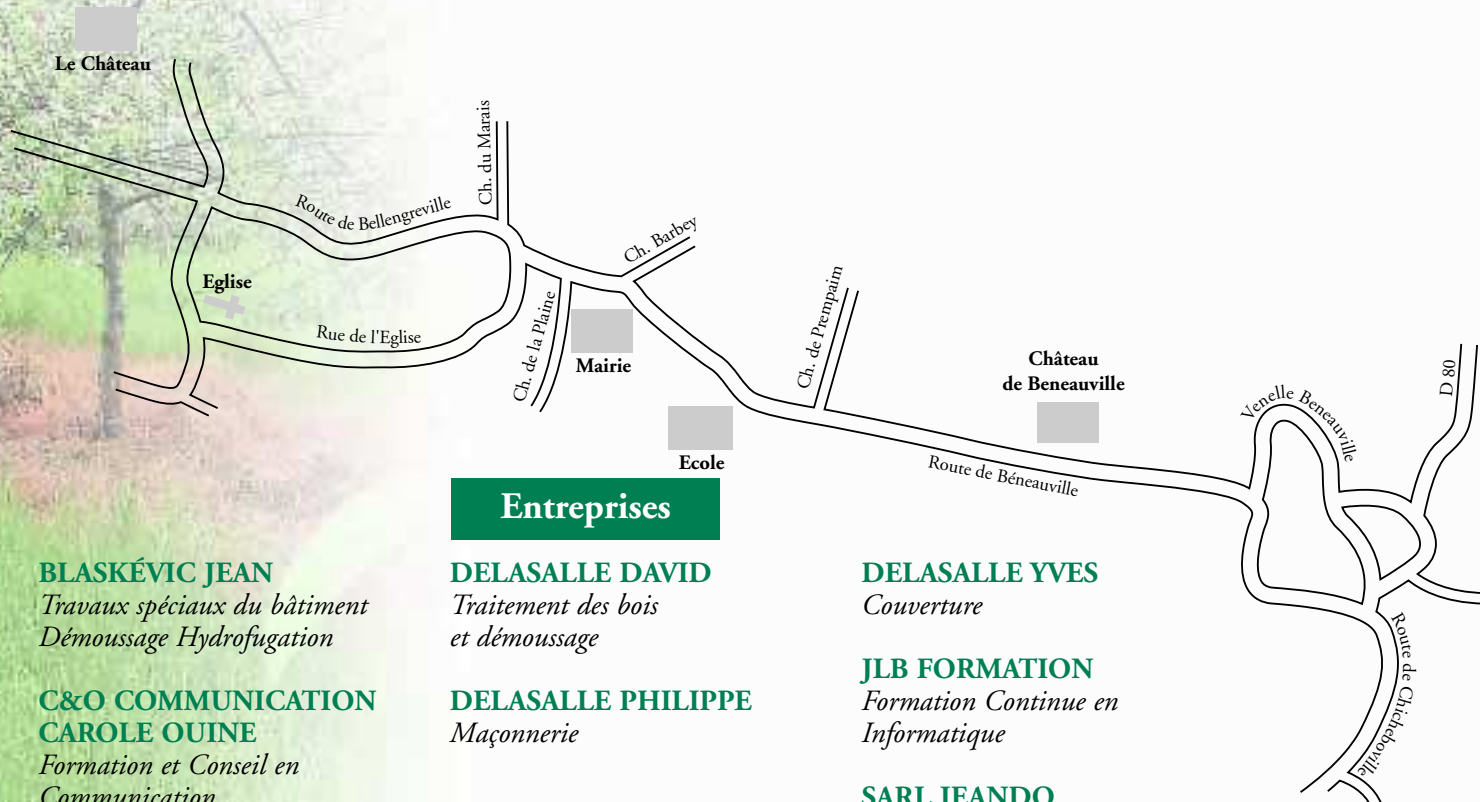 Le Château
Ch. du Marais
Route de Bellengreville
Ch. Barbey
Eglise
Rue de l'Eglise
Ch. de la Plaine
Mairie
Ch. de Prempaim
Château
de Beneauville
Ecole
Route de Béneauville
Venelle Beneauville
D 80
Route de Chicheboville
Entreprises
BLASKÉVIC JEAN
Travaux spéciaux du bâtiment
Démoussage Hydrofugation
C&O COMMUNICATION
CAROLE OUINE
Formation et Conseil en
Communication
DELASALLE DAVID
Traitement des bois
et démoussage
DELASALLE PHILIPPE
Maçonnerie
DELASALLE YVES
Couverture
JLB FORMATION
Formation Continue en
Informatique
SARL JEANDO